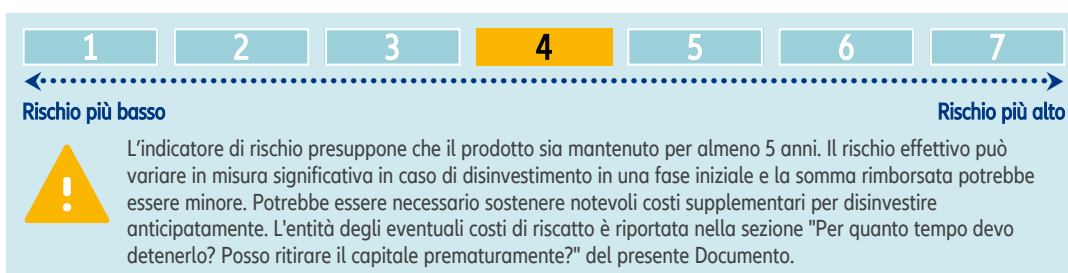 1 2 3 4 5 6 7
Rischio più basso Rischio più alto
L'indicatore di rischio presuppone che il prodotto sia mantenuto per almeno 5 anni. Il rischio effettivo può
variare in misura significativa in caso di disinvestimento in una fase iniziale e la somma rimborsata potrebbe
essere minore. Potrebbe essere necessario sostenere notevoli costi supplementari per disinvestire
anticipatamente. L'entità degli eventuali costi di riscatto è riportata nella sezione "Per quanto tempo devo
detenerlo? Posso ritirare il capitale prematuramente?" del presente Documento.